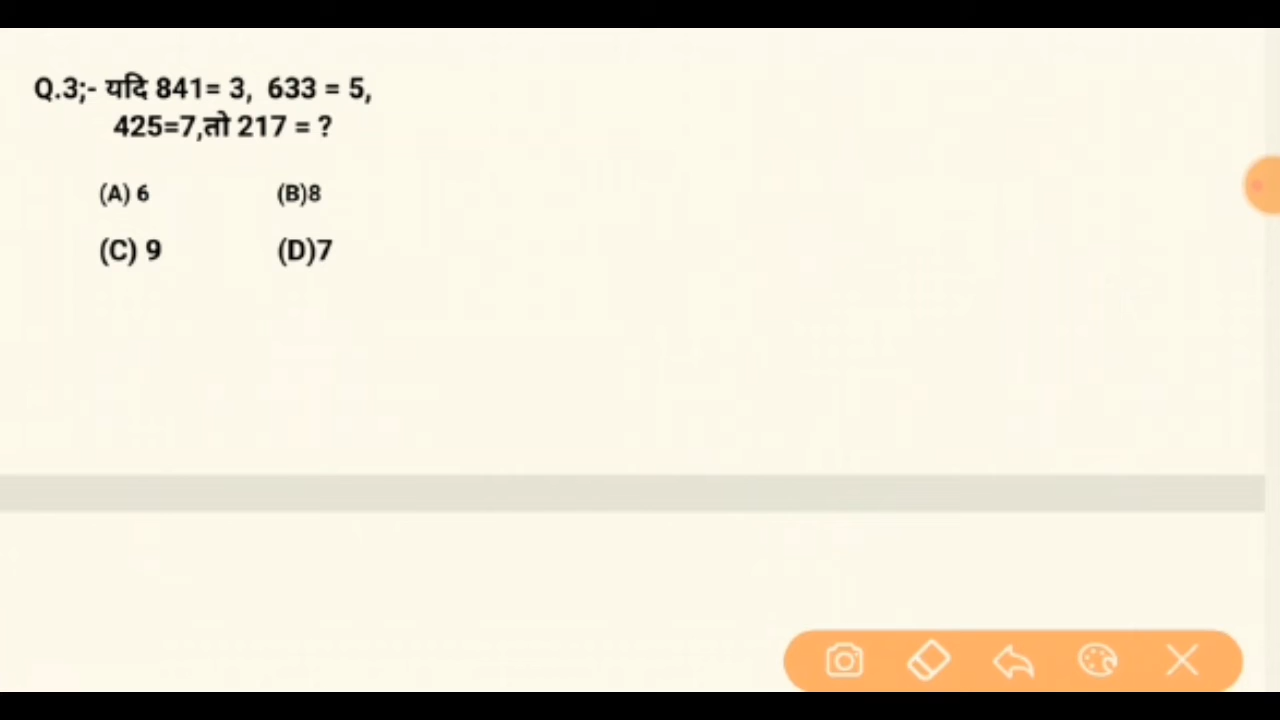 Q.3;- यदि 841= 3,  633 = 5,
425=7,तो 217 = ?
(A) 6 (B)8
(C) 9 (D)7